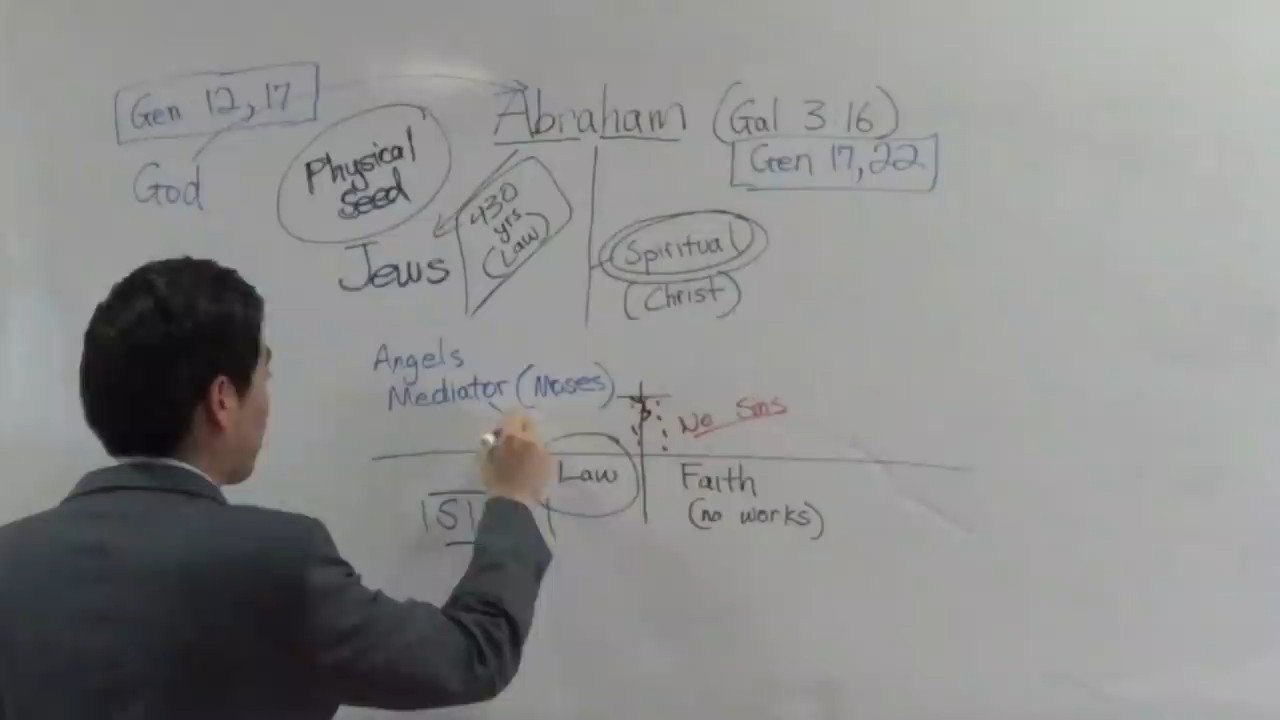 Gen 12, 17
Abraham (Gal 3:16)
Gen 17, 22
God
Physical
Seed
430
yrs
(Law)
Jews
Spiritual
(Christ)
Angels
Mediator (Moses)
No Sins
Law
Faith
(no works)